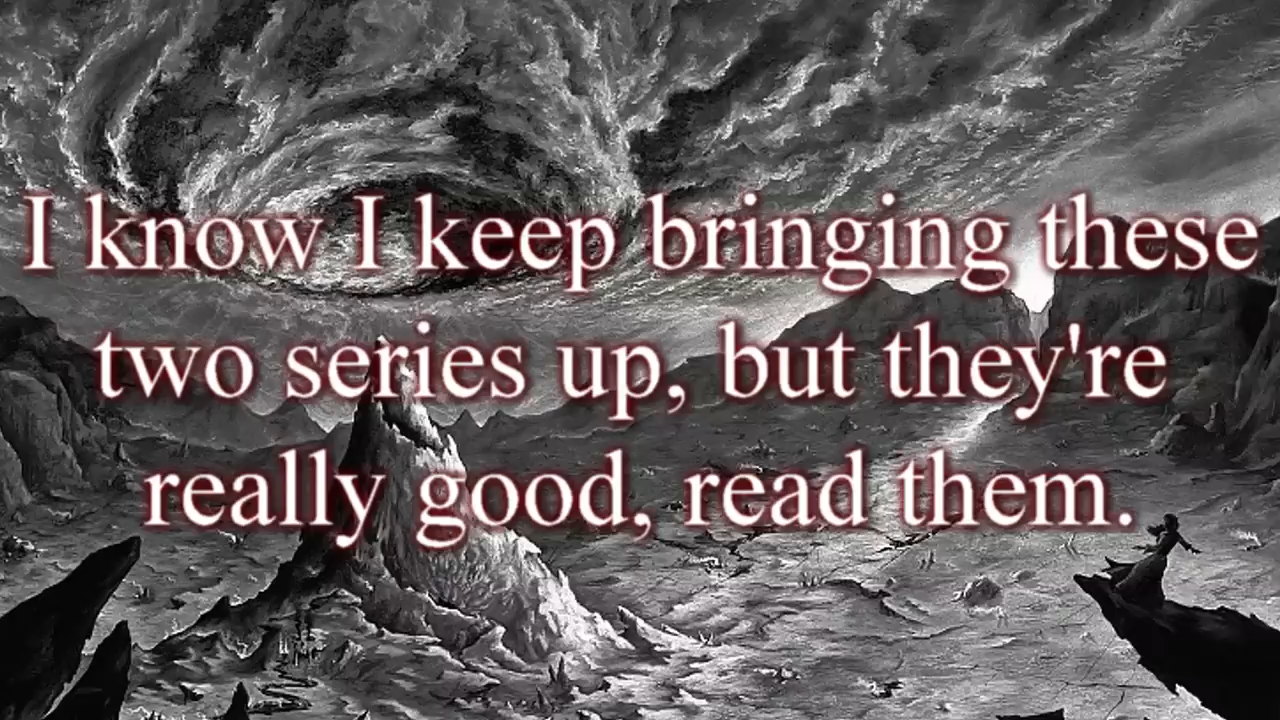 I know I keep bringing these
two series up, but they're
really good, read them.